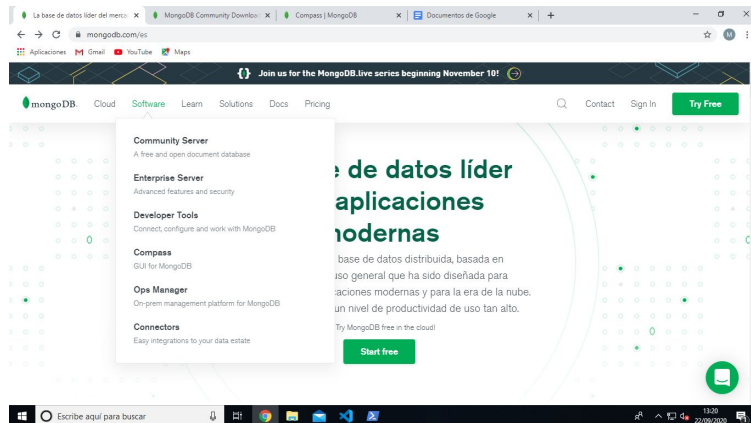 La base de datos líder del merca
MongoDB Community Download
Compass | MongoDB
Documentos de Google
mongodb.com/es
M
Aplicaciones
Gmail
YouTube
Maps
Join us for the MongoDB.live series beginning November 10!
mongoDB.
Cloud
Software
Learn
Solutions
Docs
Pricing
Contact
Sign In
Try Free
Community Server
A free and open document database
Enterprise Server
Advanced features and security
Developer Tools
Connect, configure and work with MongoDB
Compass
GUI for MongoDB
Ops Manager
On-prem management platform for MongoDB
Connectors
Easy integrations to your data estate
de datos líder
aplicaciones
modernas
base de datos distribuida, basada en
uso general que ha sido diseñada para
aciones modernas y para la era de la nube.
un nivel de productividad de uso tan alto.
Try MongoDB free in the cloud!
Start free
Escribe aquí para buscar
13:20
22/09/2020